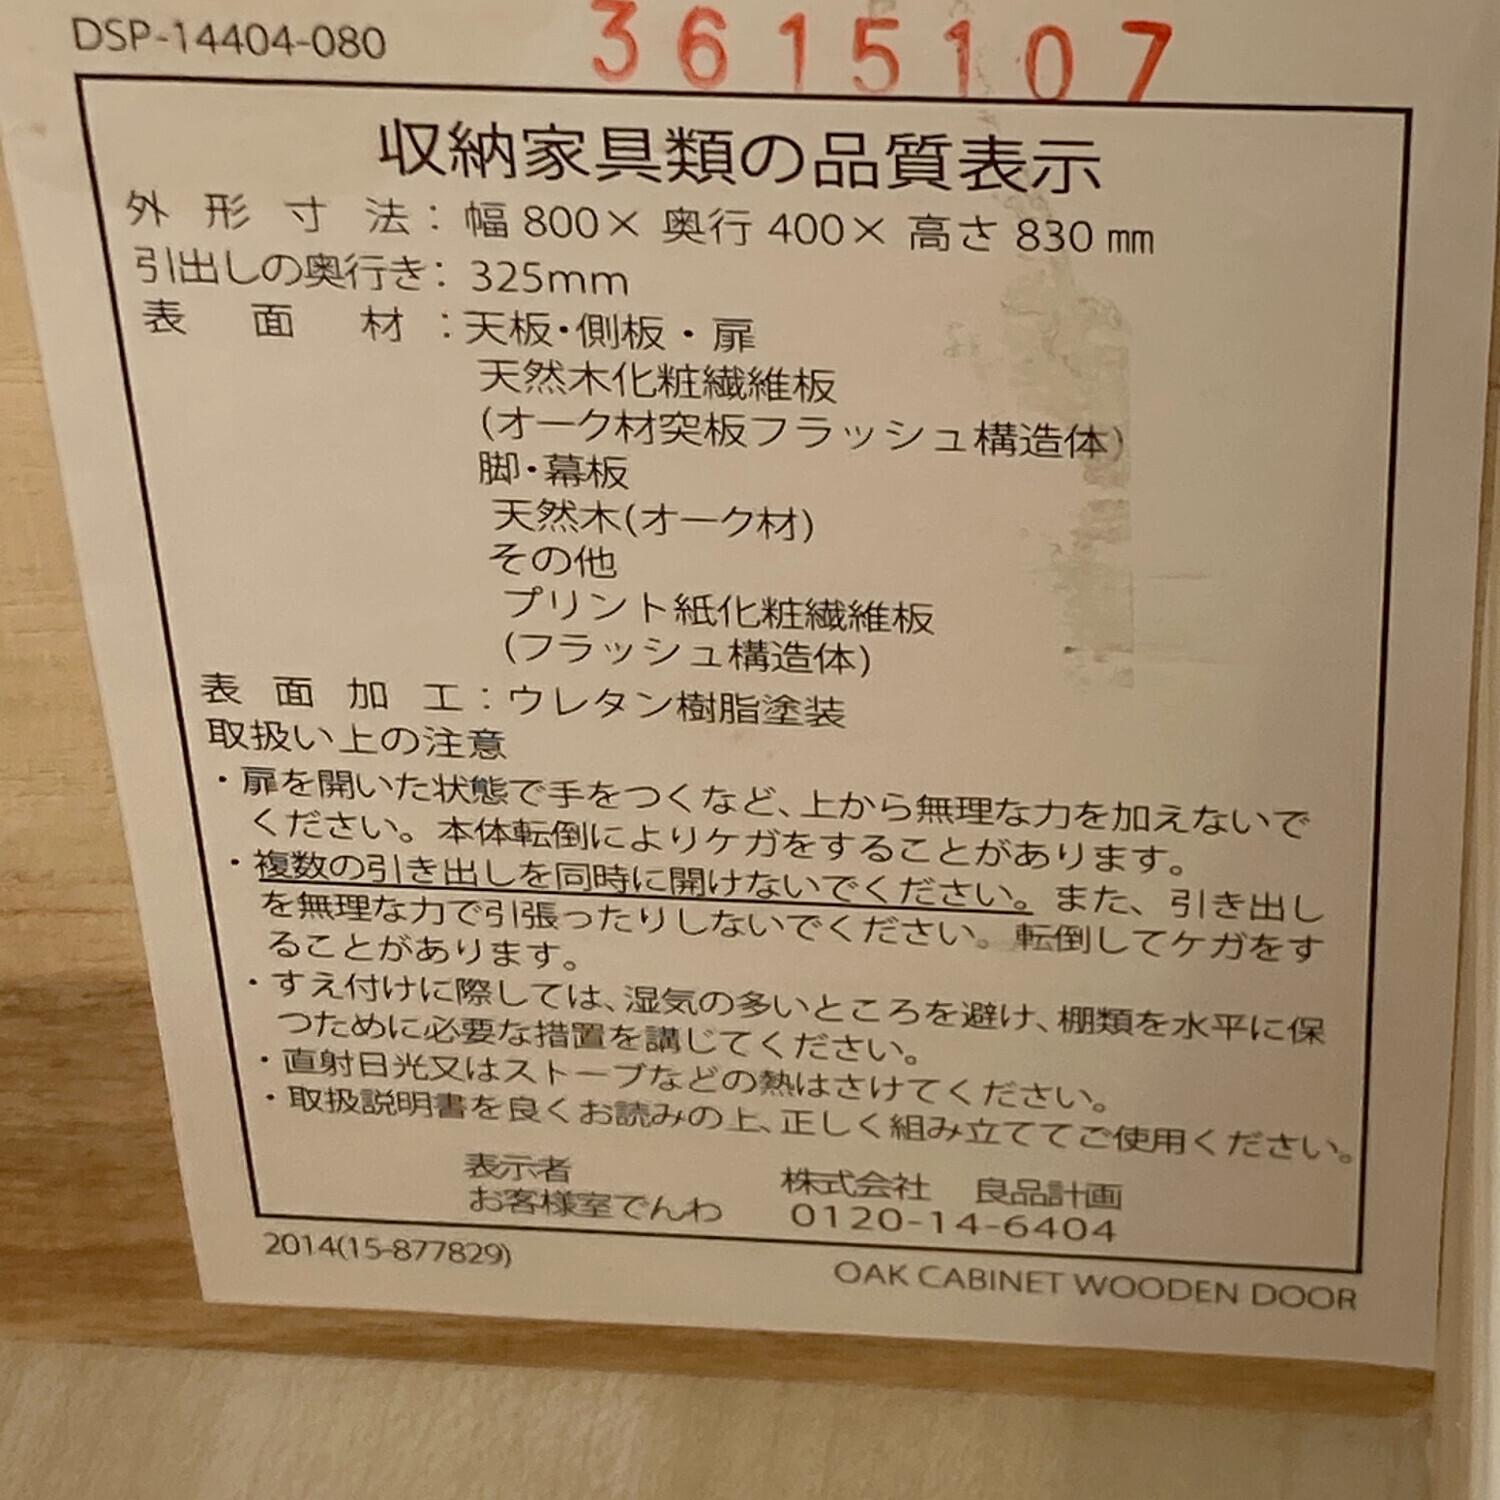 DSP-14404-080
3615107
収納家具類の品質表示
外形寸法：幅 800× 奥行 400× 高さ 830 ㎜
引出しの奥行き：325mm
表面材：天板・側板・扉
天然木化粧繊維板
(オーク材突板フラッシュ構造体)
脚・幕板
天然木(オーク材)
その他
プリント紙化粧繊維板
(フラッシュ構造体)
表面加工：ウレタン樹脂塗装
取扱い上の注意
・扉を開いた状態で手をつくなど、上から無理な力を加えないで
ください。本体転倒によりケガをすることがあります。
・複数の引き出しを同時に開けないでください。また、引き出し
を無理な力で引張ったりしないでください。転倒してケガをす
ることがあります。
・すえ付けに際しては、湿気の多いところを避け、棚類を水平に保
つために必要な措置を講じてください。
・直射日光又はストーブなどの熱はさけてください。
・取扱説明書を良くお読みの上、正しく組み立ててご使用ください。
表示者 株式会社 良品計画
お客様室でんわ 0120-14-6404
2014(15-877829)
OAK CABINET WOODEN DOOR